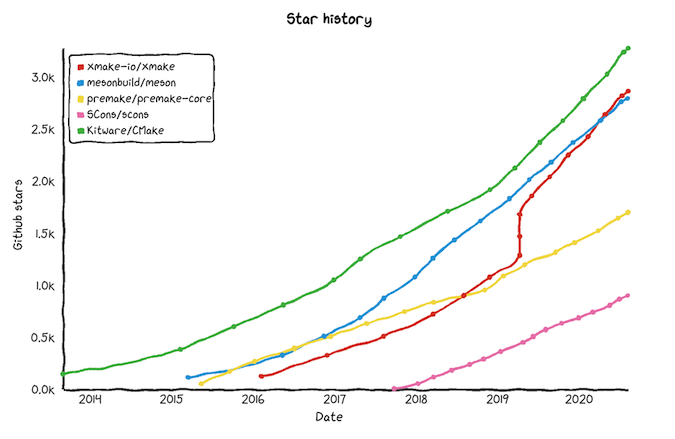 Star history
xmake-io/xmake
mesonbuild/meson
premake/premake-core
SCons/scons
Kitware/CMake
3.0k
2.5k
2.0k
1.5k
1.0k
0.5k
0.0k
Github stars
2014 2015 2016 2017 2018 2019 2020
Date